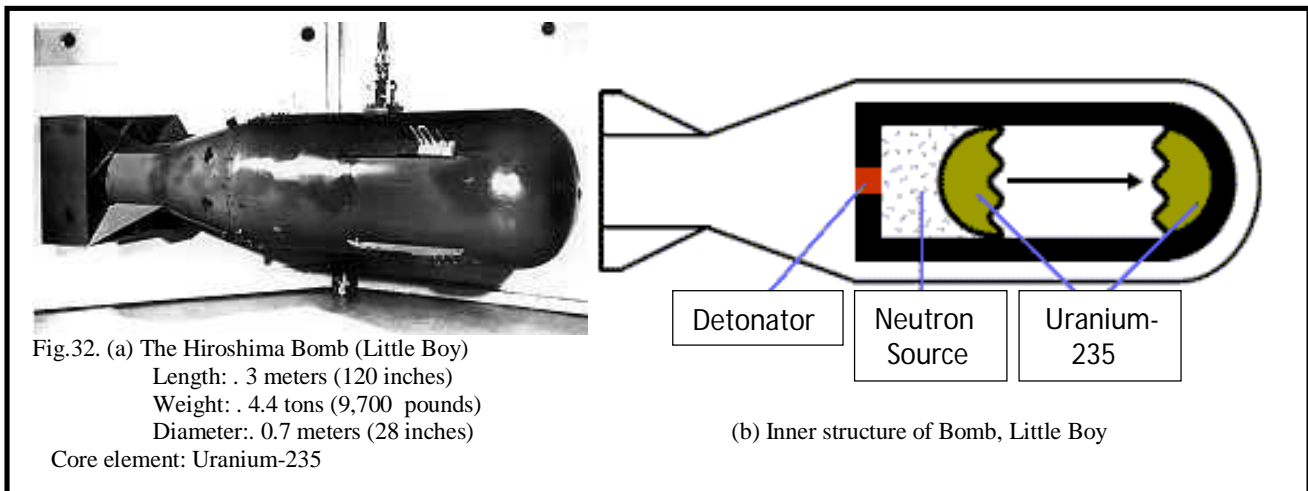 Detonator
Neutron
Source
Uranium-
235
Fig.32. (a) The Hiroshima Bomb (Little Boy)
Length: . 3 meters (120 inches)
Weight: . 4.4 tons (9,700 pounds)
Diameter:. 0.7 meters (28 inches)
Core element: Uranium-235
(b) Inner structure of Bomb, Little Boy